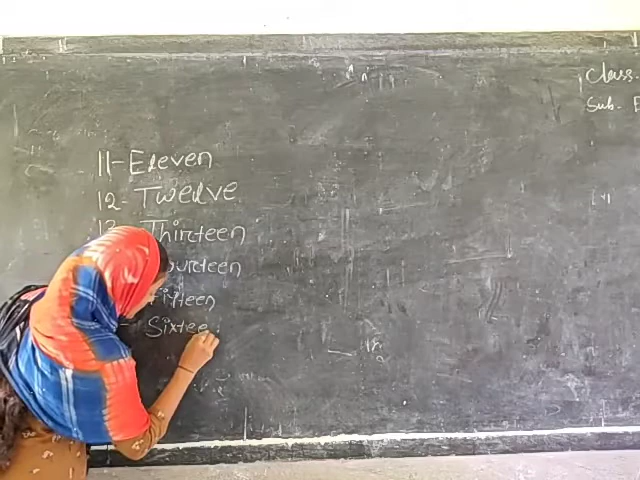 11- Eleven
12- Twelve
13 Thirteen
Fourteen
Fifteen
Sixtee
Class.
Sub. E